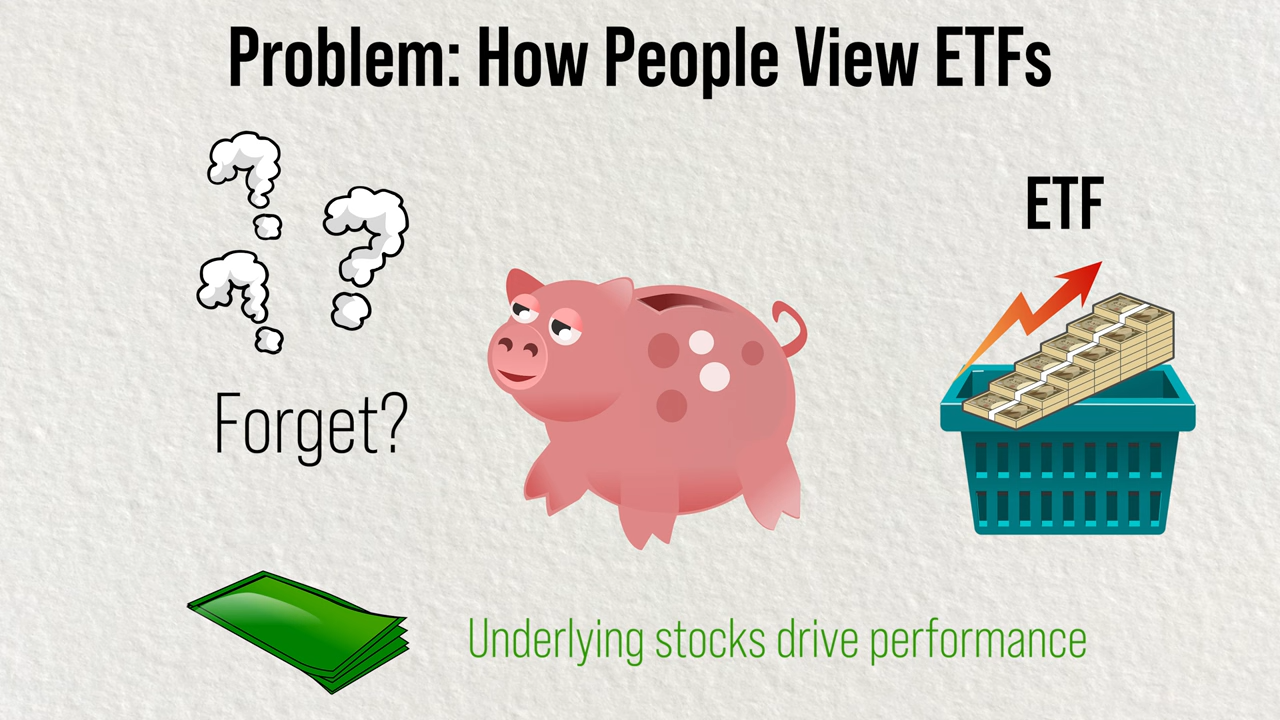 Problem: How People View ETFs
ETF
Forget?
Underlying stocks drive performance